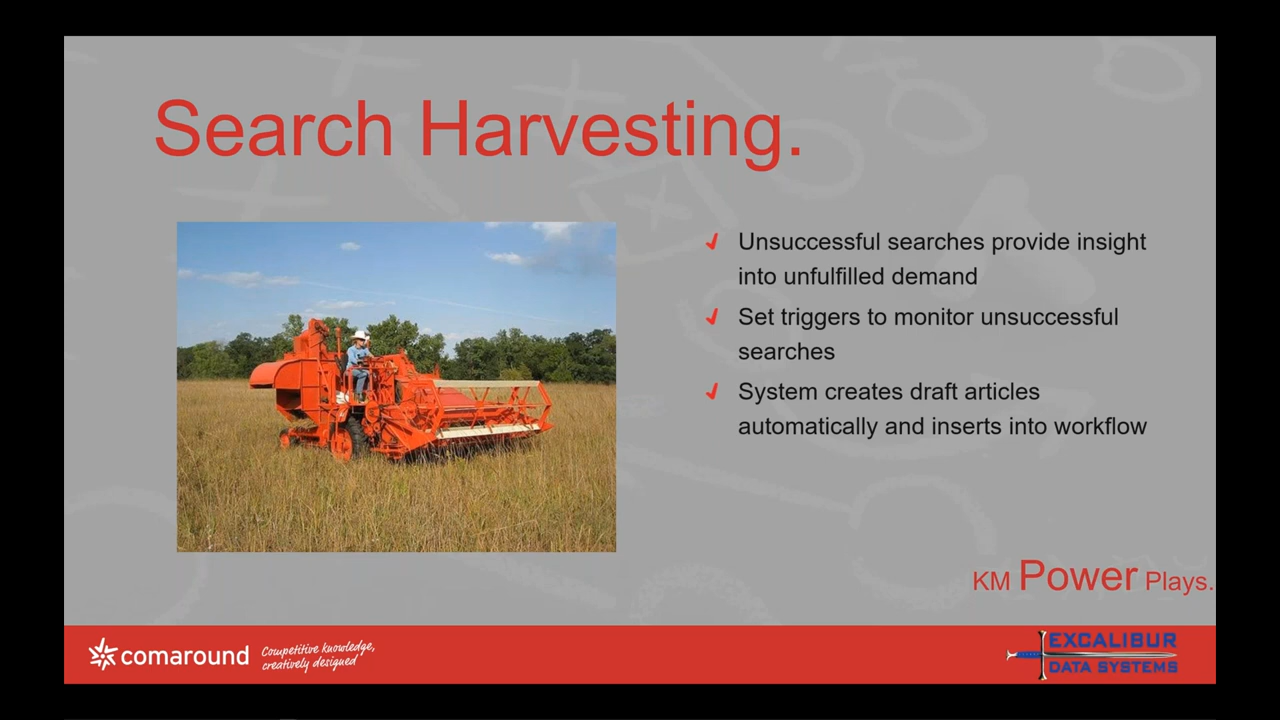 Search Harvesting.
Unsuccessful searches provide insight
into unfulfilled demand
Set triggers to monitor unsuccessful
searches
System creates draft articles
automatically and inserts into workflow
KM Power Plays.
comaround
Competitive knowledge,
creatively designed
EXCALIBUR
DATA SYSTEMS